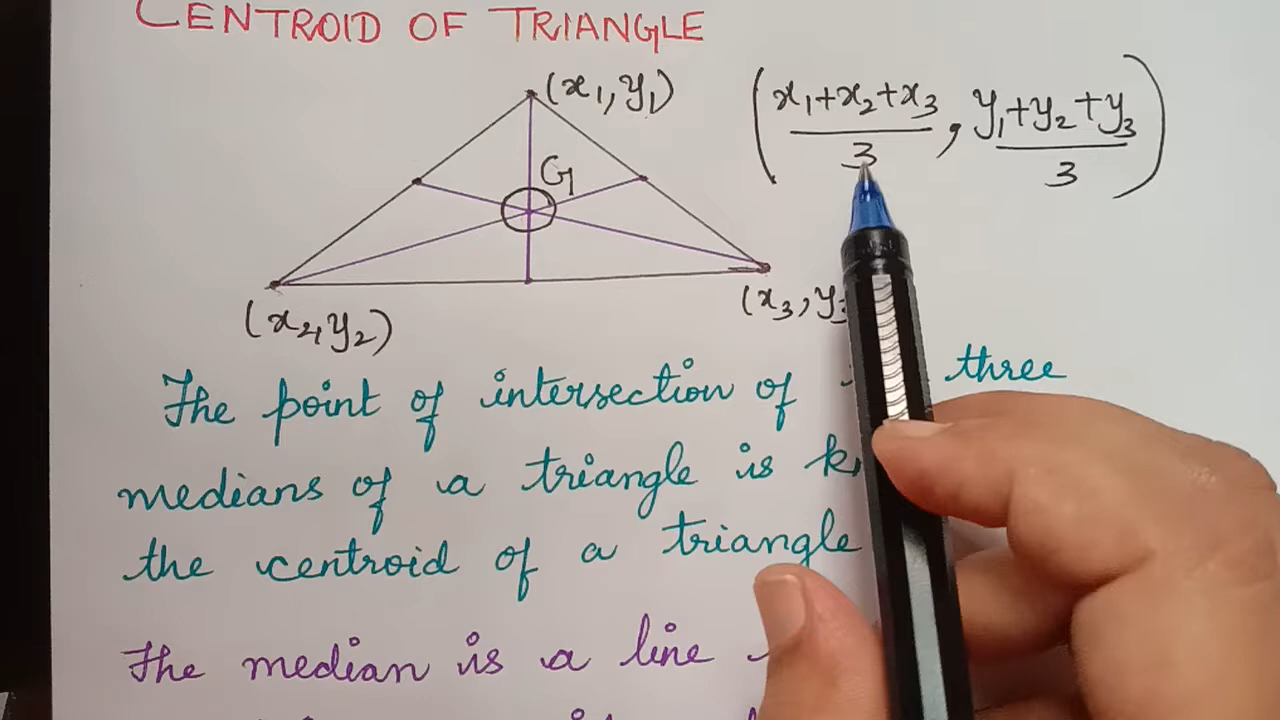 CENTROID OF TRIANGLE
(x₁, y₁)
(x₁+x₂+x₃/3, y₁+y₂+y₃/3)
G
(x₂, y₂)
(x₃, y₃
The point of intersection of three
medians of a triangle is
the centroid of a triangle
The median is a line